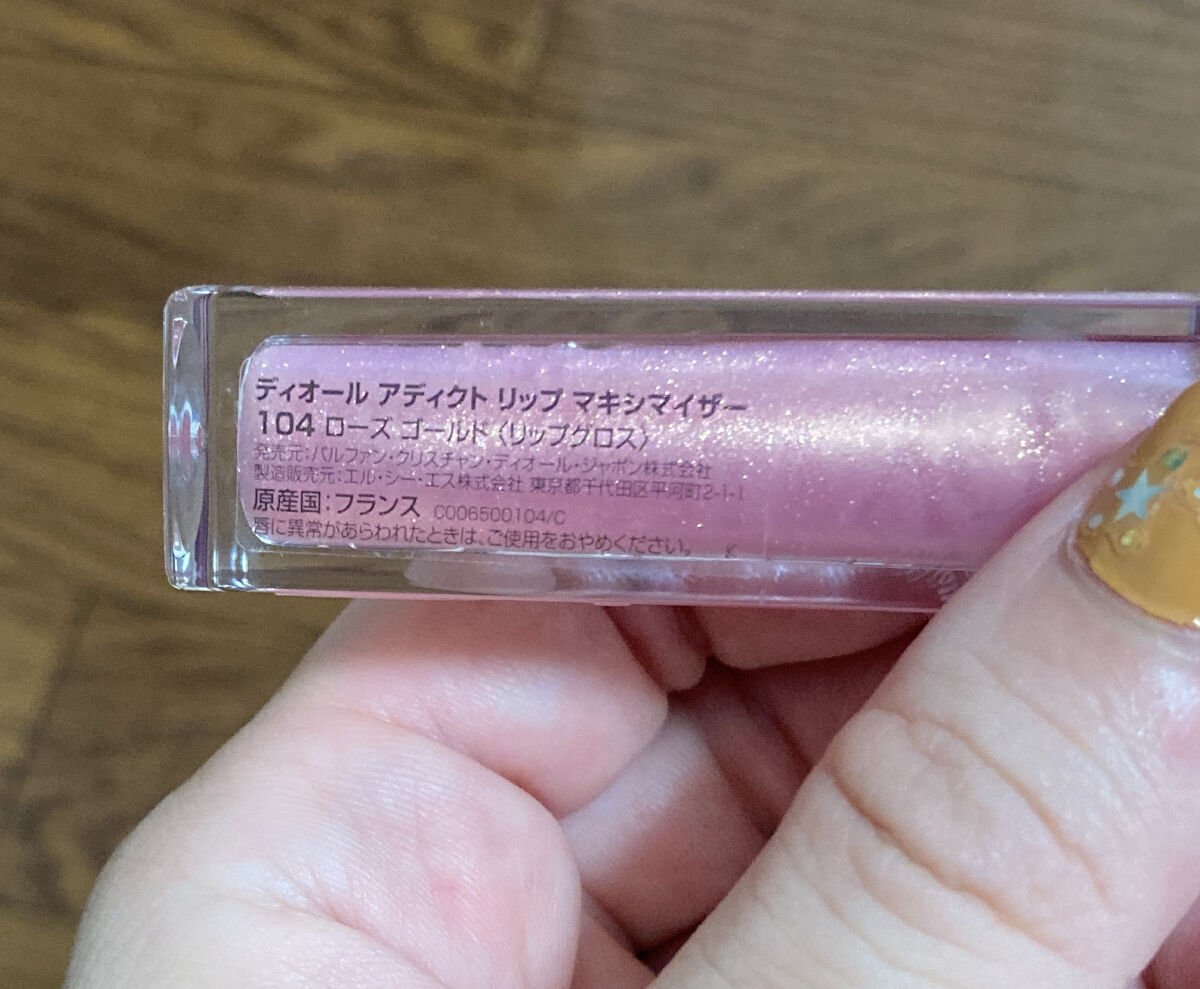 ディオール アディクト リップ マキシマイザー
104 ローズ ゴールド〈リップグロス〉
発売元:パルファン・クリスチャン・ディオール・ジャポン株式会社
製造販売元:エル・シー・エス株式会社 東京都千代田区平河町2-1-1
原産国:フランス C006500104/C
唇に異常があらわれたときは、ご使用をおやめください。 K